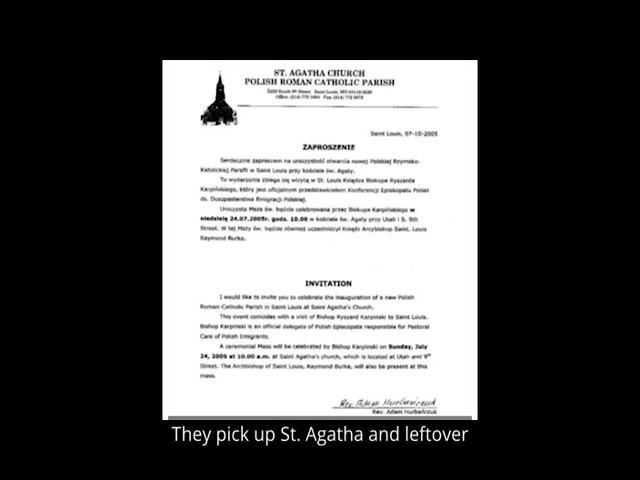 ST. AGATHA CHURCH
POLISH ROMAN CATHOLIC PARISH
Saint Louis, 07-10-2005
ZAPROSZENIE
Serdecznie zapraszam na uroczystość otwarcia nowej Polskiej Rzymsko-
Katolickiej Parafii w Saint Louis przy kościele św. Agaty.
To wydarzenie zbiega się wizytą w St. Louis Księdza Biskupa Ryszarda
Karpińskiego, który jest oficjalnym przedstawicielem Konferencji Episkopatu Polski
ds. Duszpasterstwa Emigracji Polskiej.
Uroczysta Msza św. będzie celebrowana przez Biskupa Karpińskiego w
niedzielę 24.07.2005r. godz. 10.00 w kościele św. Agaty przy Utah i S. 9th
Street. W tej Mszy św. będzie również uczestniczył Ksiądz Arcybiskup Saint. Louis
Raymond Burke.
INVITATION
I would like to invite you to celebrate the inauguration of a new Polish
Roman-Catholic Parish in Saint Louis at Saint Agatha's Church.
This event coincides with a visit of Bishop Ryszard Karpinski to Saint Louis.
Bishop Karpinski is an official delegate of Polish Episcopate responsible for Pastoral
Care of Polish Emigrants.
A ceremonial Mass will be celebrated by Bishop Karpinski on Sunday, July
24, 2005 at 10.00 a.m. at Saint Agatha's church, which is located at Utah and 9th
Street. The Archbishop of Saint Louis, Raymond Burke, will also be present at this
mass.
Rev. Adam Hurbańczuk
Rev. Adam Hurbańczuk
They pick up St. Agatha and leftover